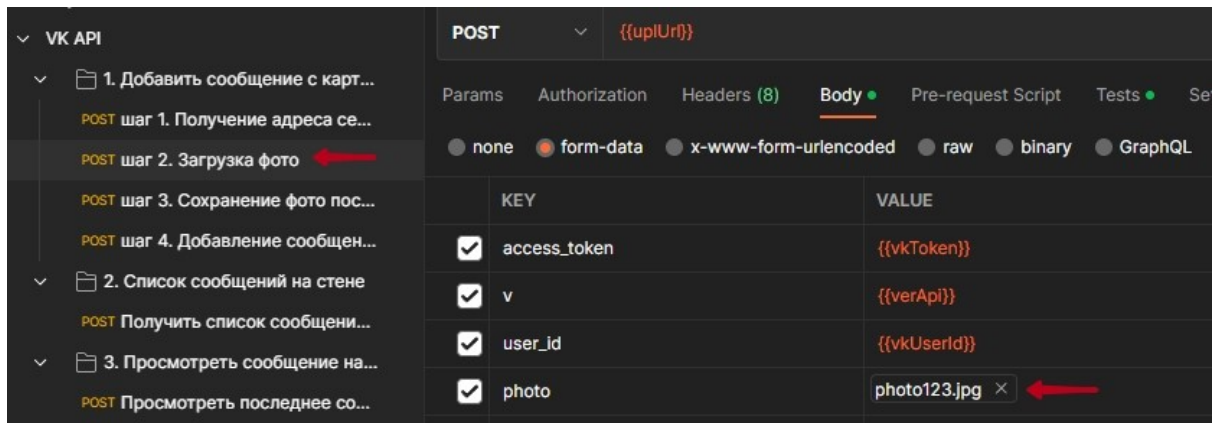 VK API
1. Добавить сообщение с карт...
POST шаг 1. Получение адреса се...
POST шаг 2. Загрузка фото
POST шаг 3. Сохранение фото пос...
POST шаг 4. Добавление сообщен...
2. Список сообщений на стене
POST Получить список сообщени...
3. Просмотреть сообщение на...
POST Просмотреть последнее со...
POST {{uplUrl}}
Params Authorization Headers (8) Body Pre-request Script Tests Se
none form-data x-www-form-urlencoded raw binary GraphQL
KEY VALUE
access_token {{vkToken}}
v {{verApi}}
user_id {{vkUserId}}
photo photo123.jpg ×